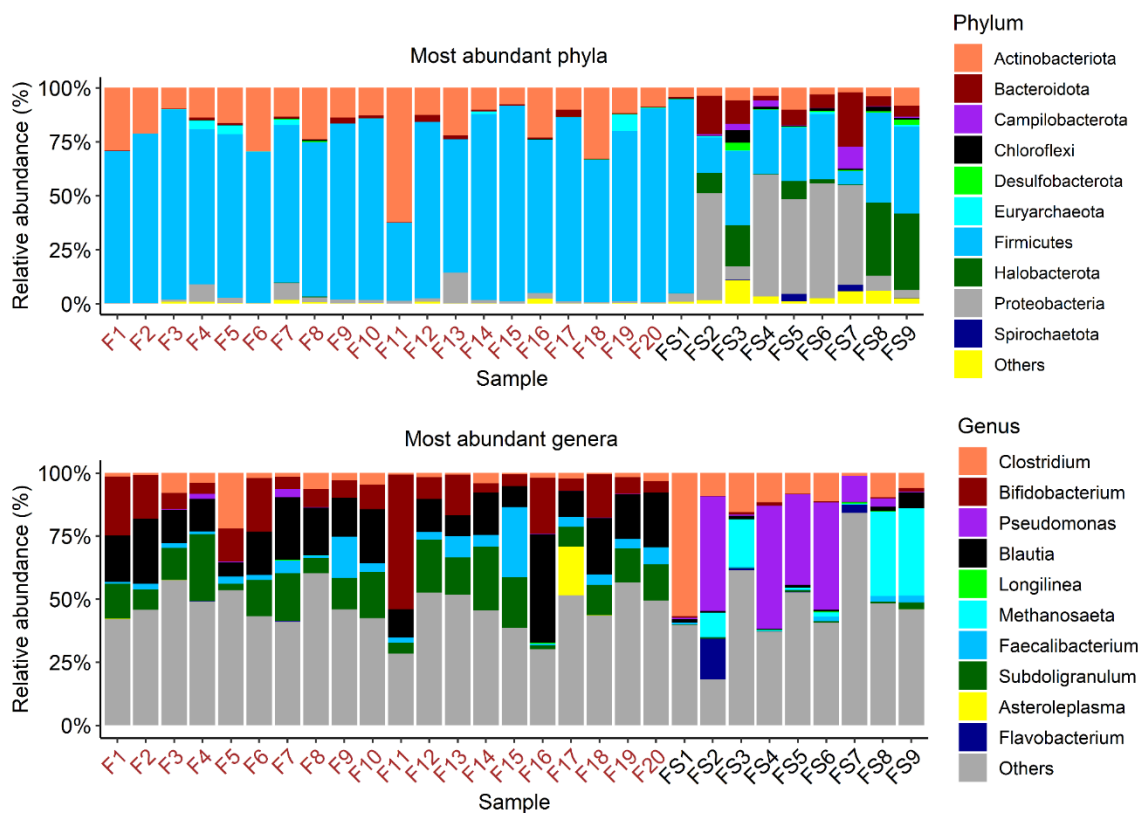 Most abundant phyla
Relative abundance (%)
100%
75%
50%
25%
0%
F1 F2 F3 F4 F5 F6 F7 F8 F9 F10 F11 F12 F13 F14 F15 F16 F17 F18 F19 F20 FS1 FS2 FS3 FS4 FS5 FS6 FS7 FS8 FS9
Sample
Phylum
Actinobacteriota
Bacteroidota
Campilobacterota
Chloroflexi
Desulfobacterota
Euryarchaeota
Firmicutes
Halobacterota
Proteobacteria
Spirochaetota
Others
Most abundant genera
Relative abundance (%)
100%
75%
50%
25%
0%
F1 F2 F3 F4 F5 F6 F7 F8 F9 F10 F11 F12 F13 F14 F15 F16 F17 F18 F19 F20 FS1 FS2 FS3 FS4 FS5 FS6 FS7 FS8 FS9
Sample
Genus
Clostridium
Bifidobacterium
Pseudomonas
Blautia
Longilinea
Methanosaeta
Faecalibacterium
Subdoligranulum
Asteroleplasma
Flavobacterium
Others